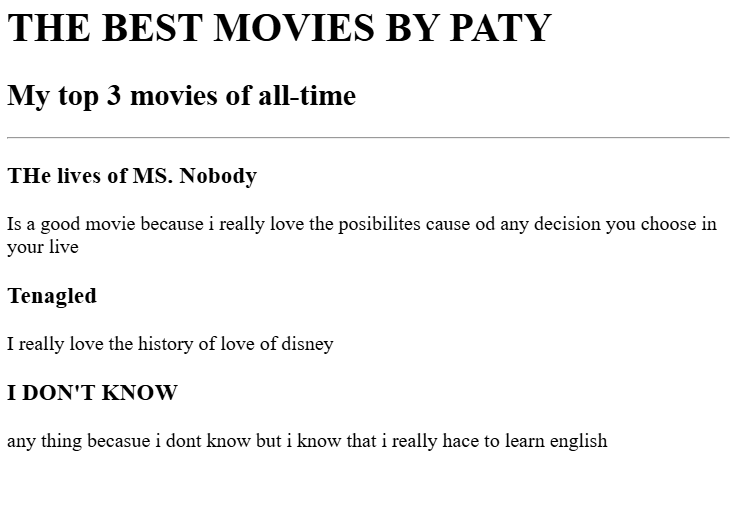 THE BEST MOVIES BY PATY
My top 3 movies of all-time
THe lives of MS. Nobody
Is a good movie because i really love the posibilites cause od any decision you choose in
your live
Tenagled
I really love the history of love of disney
I DON'T KNOW
any thing becasue i dont know but i know that i really hace to learn english